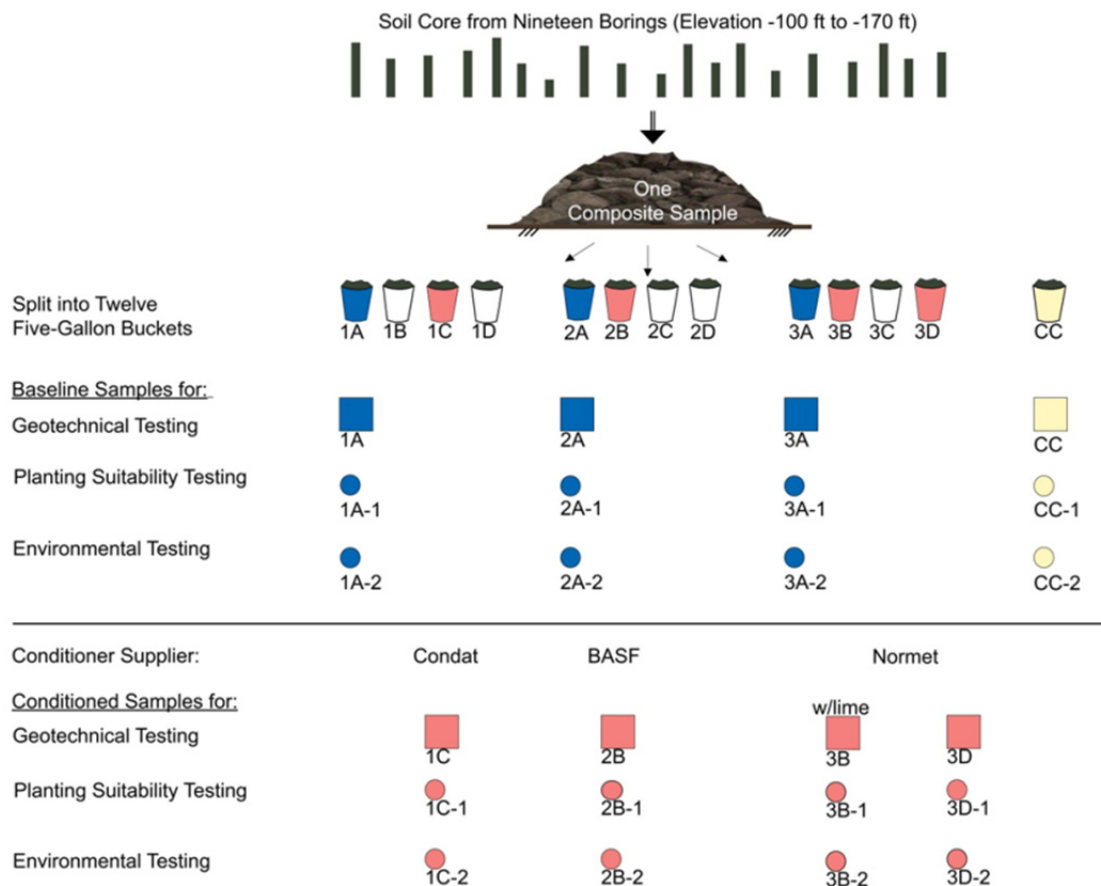 Soil Core from Nineteen Borings (Elevation -100 ft to -170 ft)
One
Composite Sample
Split into Twelve
Five-Gallon Buckets
1A 1B 1C 1D 2A 2B 2C 2D 3A 3B 3C 3D CC
Baseline Samples for:
Geotechnical Testing
1A 2A 3A CC
Planting Suitability Testing
1A-1 2A-1 3A-1 CC-1
Environmental Testing
1A-2 2A-2 3A-2 CC-2
Conditioner Supplier: Condat BASF Normet
Conditioned Samples for:
w/lime
Geotechnical Testing
1C 2B 3B 3D
Planting Suitability Testing
1C-1 2B-1 3B-1 3D-1
Environmental Testing
1C-2 2B-2 3B-2 3D-2